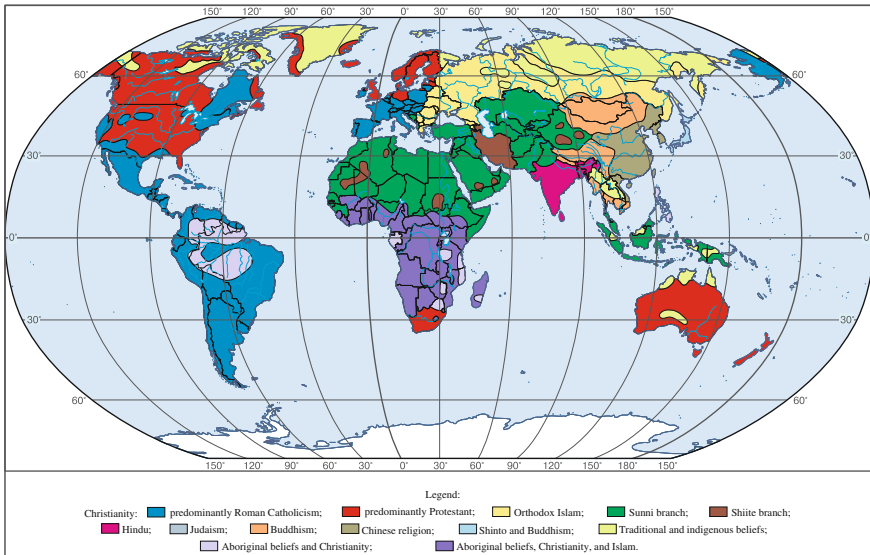 150˚ 120˚ 90˚ 60˚ 30˚ 0˚ 30˚ 60˚ 90˚ 120˚ 150˚
60˚ 60˚
30˚ 30˚
0˚ 0˚
30˚ 30˚
60˚ 60˚
150˚ 120˚ 90˚ 60˚ 30˚ 0˚ 30˚ 60˚ 90˚ 120˚ 150˚ 180˚ 150˚
Legend:
Christianity: predominantly Roman Catholicism; predominantly Protestant; Orthodox Islam; Sunni branch; Shiite branch;
Hindu; Judaism; Buddhism; Chinese religion; Shinto and Buddhism; Traditional and indigenous beliefs;
Aboriginal beliefs and Christianity; Aboriginal beliefs, Christianity, and Islam.